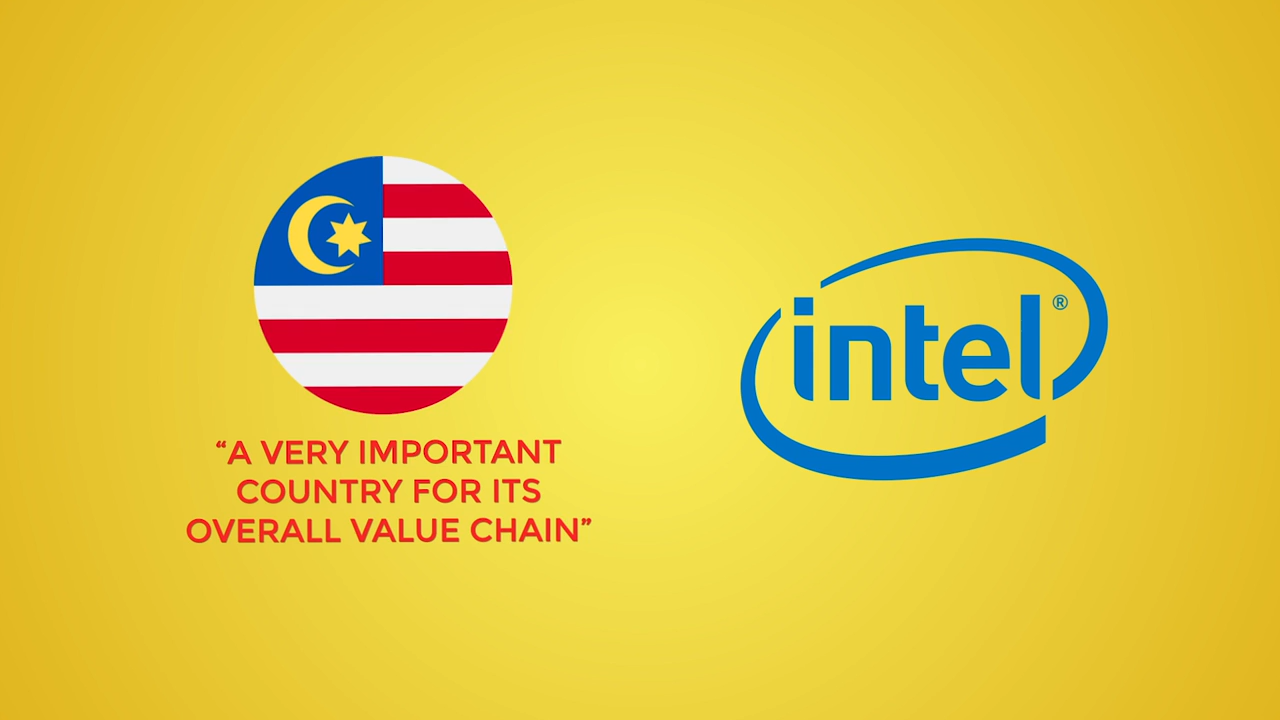 “A VERY IMPORTANT
COUNTRY FOR ITS
OVERALL VALUE CHAIN”
intel®